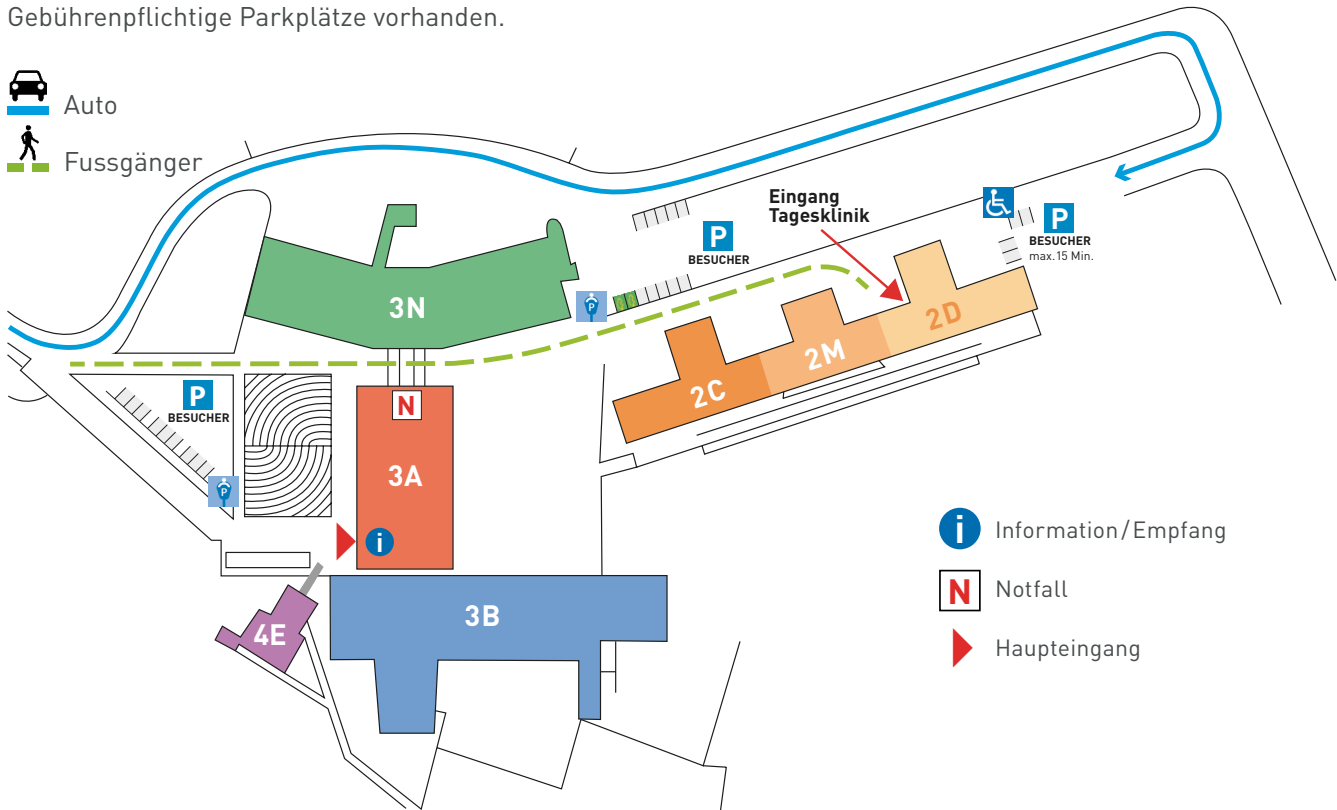 Gebührenpflichtige Parkplätze vorhanden.
Auto
Fussgänger
Eingang
Tagesklinik
P
BESUCHER
P
BESUCHER
max. 15 Min.
3N
P
2D
2M
2C
P
BESUCHER
N
3A
P
i
4E
3B
i Information/Empfang
N Notfall
Haupteingang